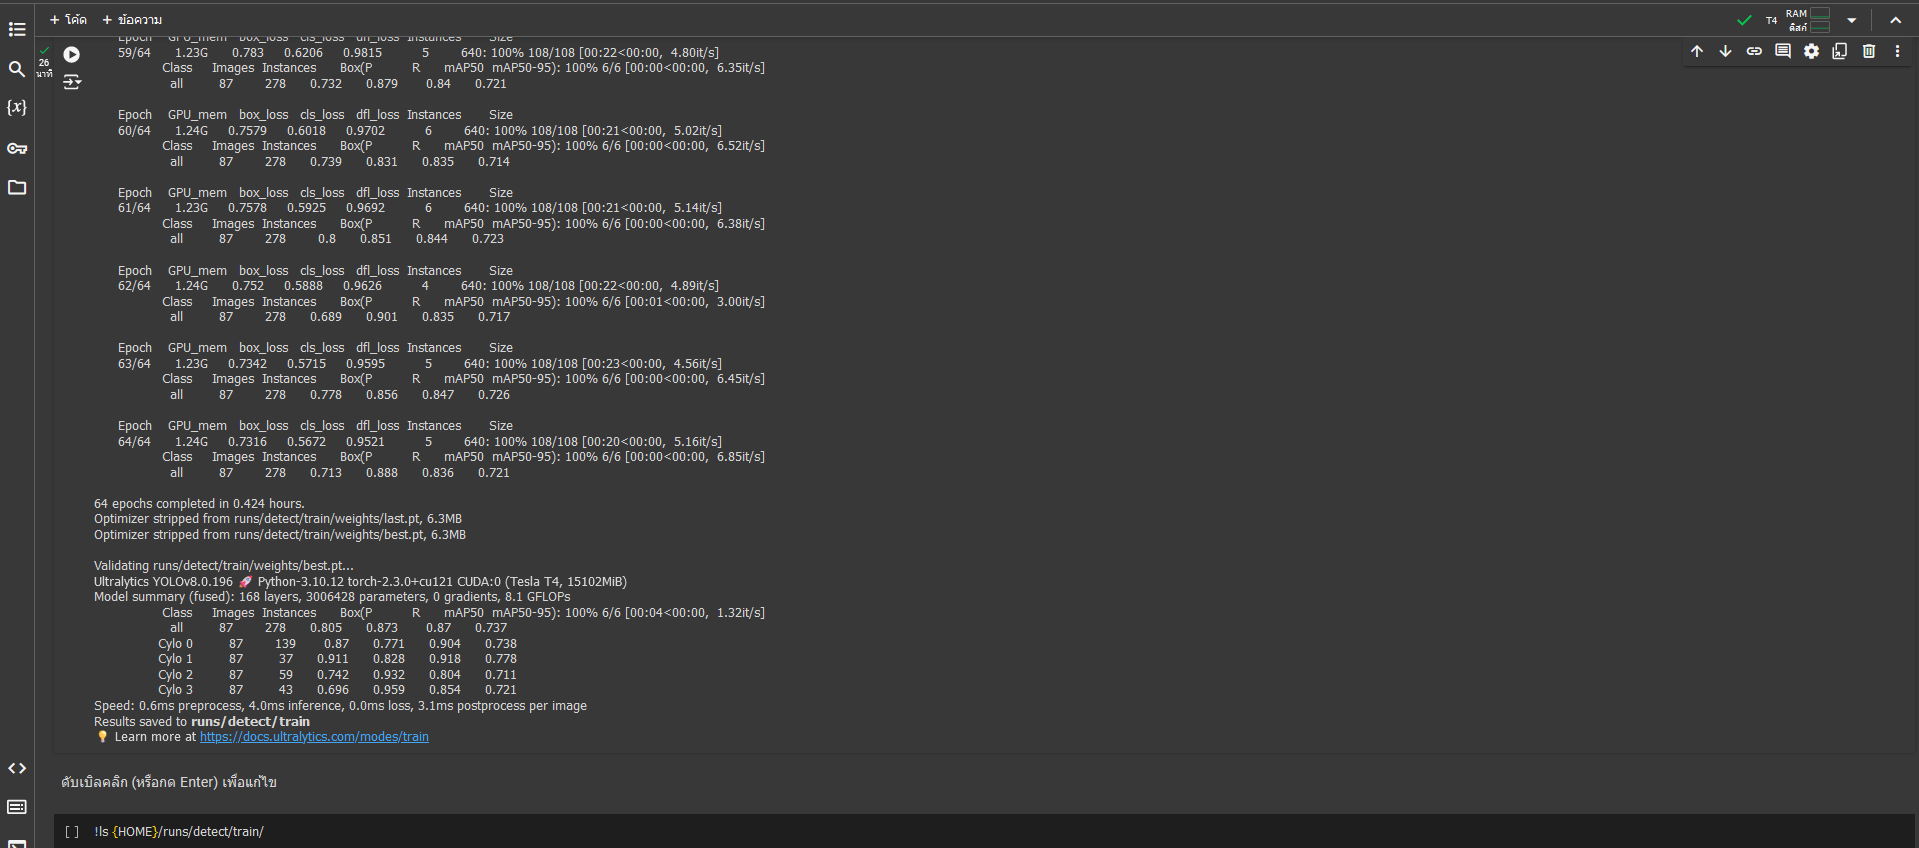 + โค้ด + ข้อความ
T4 RAM ดิสก์
Epoch GPU_mem box_loss cls_loss dfl_loss Instances Size
26 นาที
{x}
59/64 1.23G 0.783 0.6206 0.9815 5 640: 100% 108/108 [00:22<00:00, 4.80it/s]
Class Images Instances Box(P R mAP50 mAP50-95): 100% 6/6 [00:00<00:00, 6.35it/s]
all 87 278 0.732 0.879 0.84 0.721
Epoch GPU_mem box_loss cls_loss dfl_loss Instances Size
60/64 1.24G 0.7579 0.6018 0.9702 6 640: 100% 108/108 [00:21<00:00, 5.02it/s]
Class Images Instances Box(P R mAP50 mAP50-95): 100% 6/6 [00:00<00:00, 6.52it/s]
all 87 278 0.739 0.831 0.835 0.714
Epoch GPU_mem box_loss cls_loss dfl_loss Instances Size
61/64 1.23G 0.7578 0.5925 0.9692 6 640: 100% 108/108 [00:21<00:00, 5.14it/s]
Class Images Instances Box(P R mAP50 mAP50-95): 100% 6/6 [00:00<00:00, 6.38it/s]
all 87 278 0.8 0.851 0.844 0.723
Epoch GPU_mem box_loss cls_loss dfl_loss Instances Size
62/64 1.24G 0.752 0.5888 0.9626 4 640: 100% 108/108 [00:22<00:00, 4.89it/s]
Class Images Instances Box(P R mAP50 mAP50-95): 100% 6/6 [00:01<00:00, 3.00it/s]
all 87 278 0.689 0.901 0.835 0.717
Epoch GPU_mem box_loss cls_loss dfl_loss Instances Size
63/64 1.23G 0.7342 0.5715 0.9595 5 640: 100% 108/108 [00:23<00:00, 4.56it/s]
Class Images Instances Box(P R mAP50 mAP50-95): 100% 6/6 [00:00<00:00, 6.45it/s]
all 87 278 0.778 0.856 0.847 0.726
Epoch GPU_mem box_loss cls_loss dfl_loss Instances Size
64/64 1.24G 0.7316 0.5672 0.9521 5 640: 100% 108/108 [00:20<00:00, 5.16it/s]
Class Images Instances Box(P R mAP50 mAP50-95): 100% 6/6 [00:00<00:00, 6.85it/s]
all 87 278 0.713 0.888 0.836 0.721
64 epochs completed in 0.424 hours.
Optimizer stripped from runs/detect/train/weights/last.pt, 6.3MB
Optimizer stripped from runs/detect/train/weights/best.pt, 6.3MB
Validating runs/detect/train/weights/best.pt...
Ultralytics YOLOv8.0.196 🚀 Python-3.10.12 torch-2.3.0+cu121 CUDA:0 (Tesla T4, 15102MiB)
Model summary (fused): 168 layers, 3006428 parameters, 0 gradients, 8.1 GFLOPs
Class Images Instances Box(P R mAP50 mAP50-95): 100% 6/6 [00:04<00:00, 1.32it/s]
all 87 278 0.805 0.873 0.87 0.737
Cylo 0 87 139 0.87 0.771 0.904 0.738
Cylo 1 87 37 0.911 0.828 0.918 0.778
Cylo 2 87 59 0.742 0.932 0.804 0.711
Cylo 3 87 43 0.696 0.959 0.854 0.721
Speed: 0.6ms preprocess, 4.0ms inference, 0.0ms loss, 3.1ms postprocess per image
Results saved to runs/detect/train
💡 Learn more at https://docs.ultralytics.com/modes/train
ดับเบิลคลิก (หรือกด Enter) เพื่อแก้ไข
[ ] !ls {HOME}/runs/detect/train/